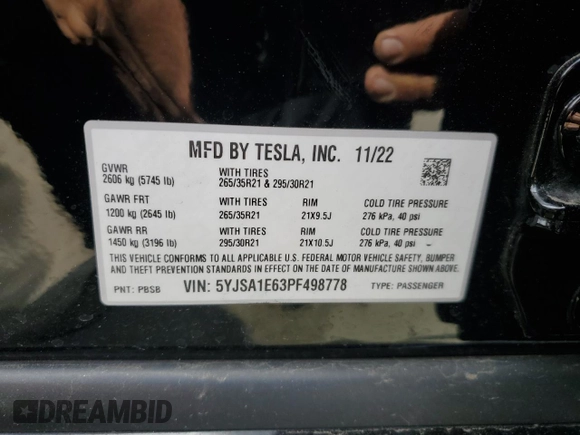 MFD BY TESLA, INC. 11/22
GVWR WITH TIRES
2606 kg (5745 lb) 265/35R21 & 295/30R21
GAWR FRT WITH TIRES RIM COLD TIRE PRESSURE
1200 kg (2645 lb) 265/35R21 21X9.5J 276 kPa, 40 psi
GAWR RR WITH TIRES RIM COLD TIRE PRESSURE
1450 kg (3196 lb) 295/30R21 21X10.5J 276 kPa, 40 psi –
THIS VEHICLE CONFORMS TO ALL APPLICABLE U.S. FEDERAL MOTOR VEHICLE SAFETY, BUMPER
AND THEFT PREVENTION STANDARDS IN EFFECT ON THE DATE OF MANUFACTURE SHOWN ABOVE.
PNT: PBSB VIN: 5YJSA1E63PF498778 TYPE: PASSENGER
DREAMBID